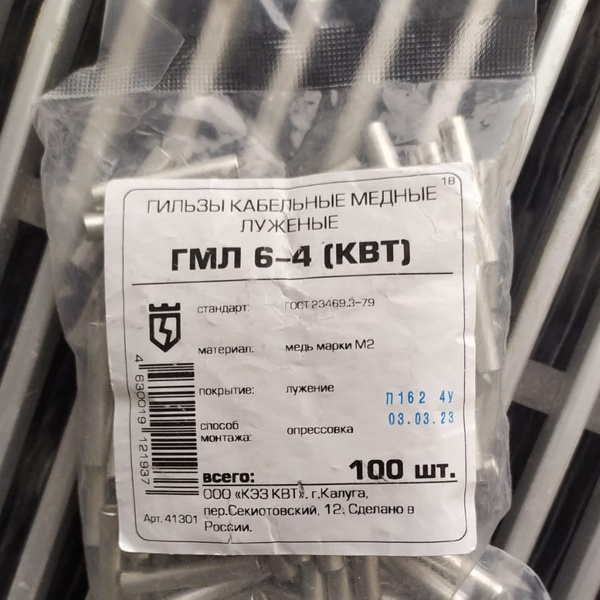 18
ГИЛЬЗЫ КАБЕЛЬНЫЕ МЕДНЫЕ
ЛУЖЕНЫЕ
ГМЛ 6-4 (КВТ)
стандарт: ГОСТ 23469.3-79
материал: медь марки М2
покрытие: лужение
П162 4У
03.03.23
способ
монтажа: опрессовка
4 630019 121937
всего: 100 шт.
ООО «КЭЗ КВТ», г.Калуга,
пер.Секиотовский, 12. Сделано в
России.
Арт. 41301